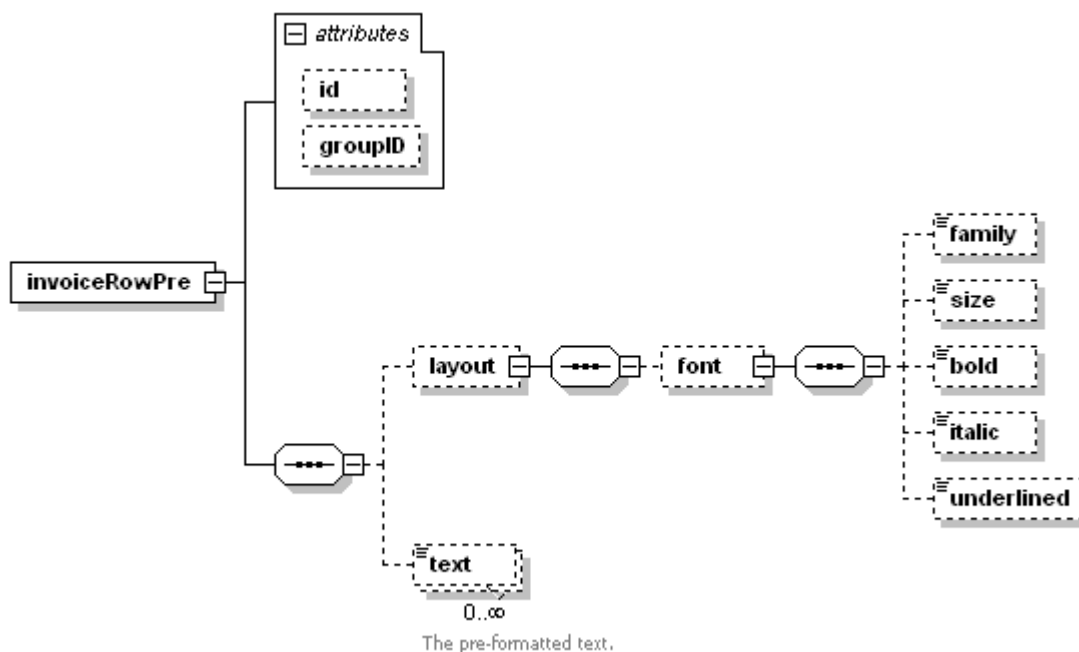 attributes
id
groupID
invoiceRowPre
family
size
layout
font
bold
italic
underlined
text
0..∞
The pre-formatted text.